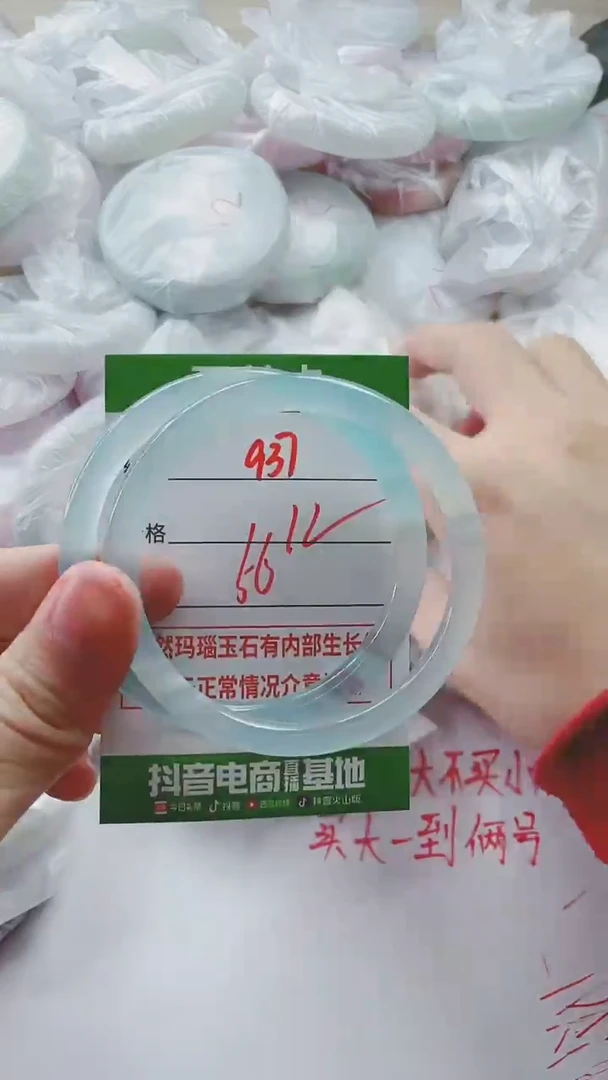 937
格
56 12
然玛瑙玉石有内部生长
正常情况介意
抖音电商直播基地
今日头条 抖音 西瓜视频 抖音火山版
大不买小
买大一到俩号